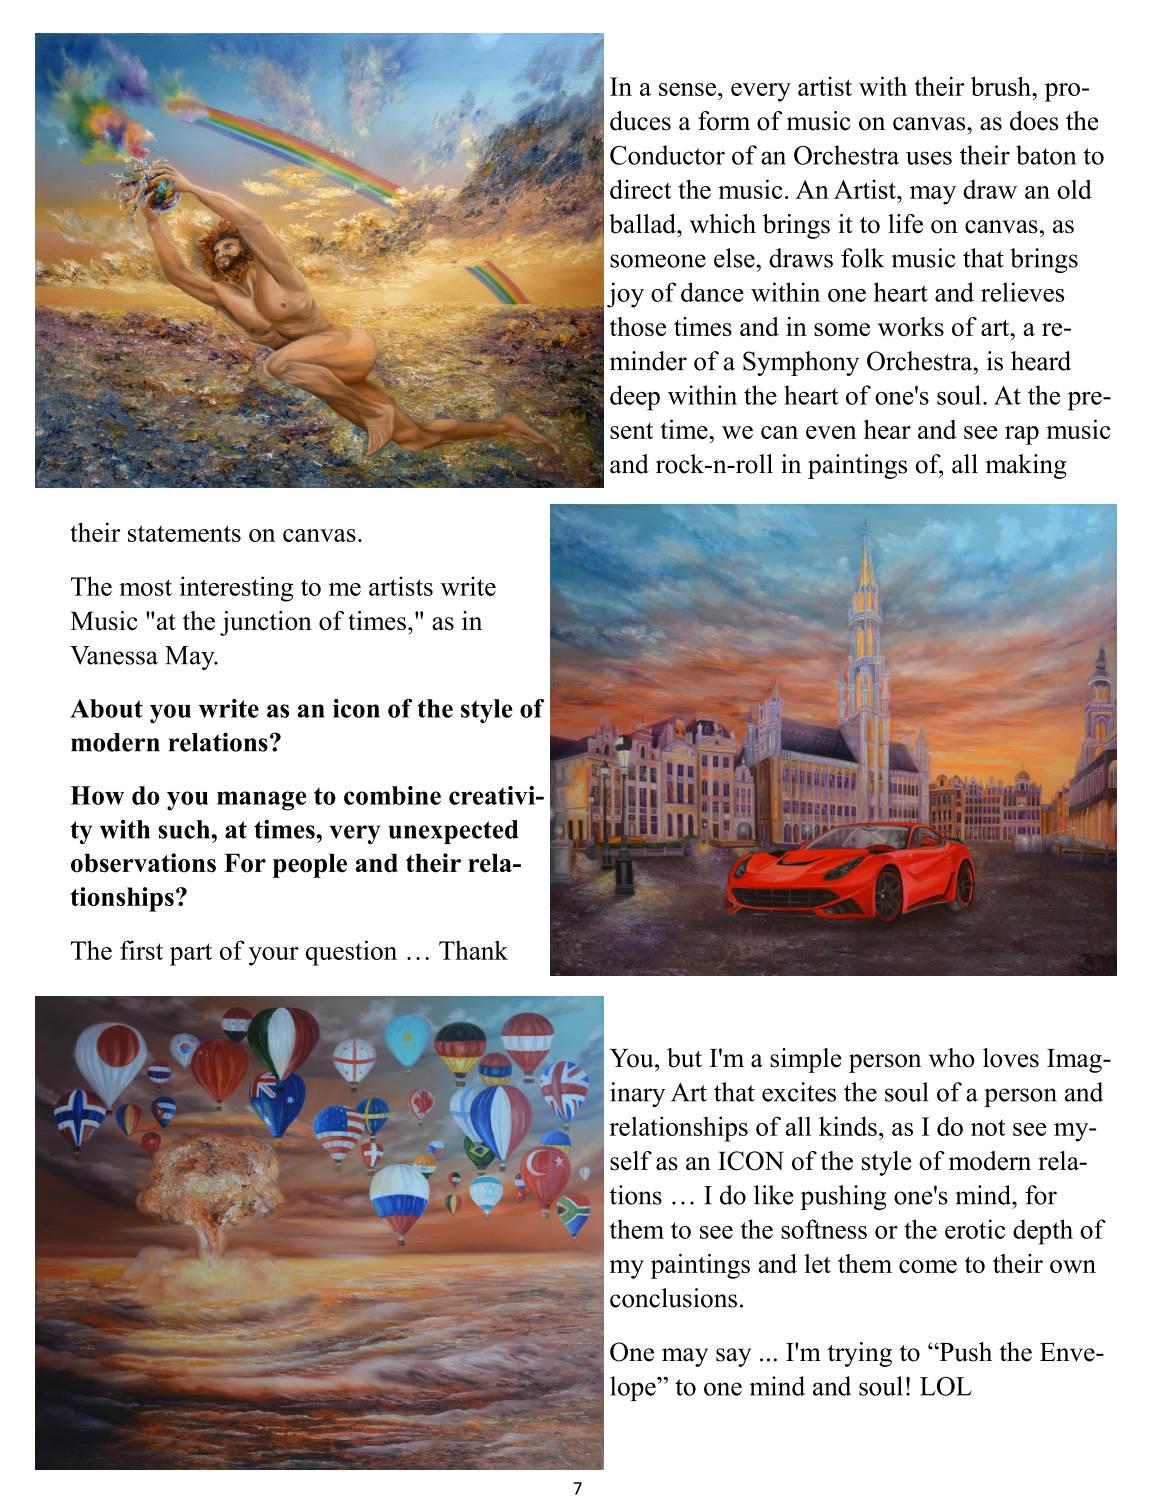 In a sense, every artist with their brush, pro-
duces a form of music on canvas, as does the
Conductor of an Orchestra uses their baton to
direct the music. An Artist, may draw an old
ballad, which brings it to life on canvas, as
someone else, draws folk music that brings
joy of dance within one heart and relieves
those times and in some works of art, a re-
minder of a Symphony Orchestra, is heard
deep within the heart of one's soul. At the pre-
sent time, we can even hear and see rap music
and rock-n-roll in paintings of, all making
their statements on canvas.
The most interesting to me artists write
Music "at the junction of times," as in
Vanessa May.
About you write as an icon of the style of
modern relations?
How do you manage to combine creativi-
ty with such, at times, very unexpected
observations For people and their rela-
tionships?
The first part of your question … Thank
You, but I'm a simple person who loves Imag-
inary Art that excites the soul of a person and
relationships of all kinds, as I do not see my-
self as an ICON of the style of modern rela-
tions … I do like pushing one's mind, for
them to see the softness or the erotic depth of
my paintings and let them come to their own
conclusions.
One may say ... I'm trying to “Push the Enve-
lope” to one mind and soul! LOL
7